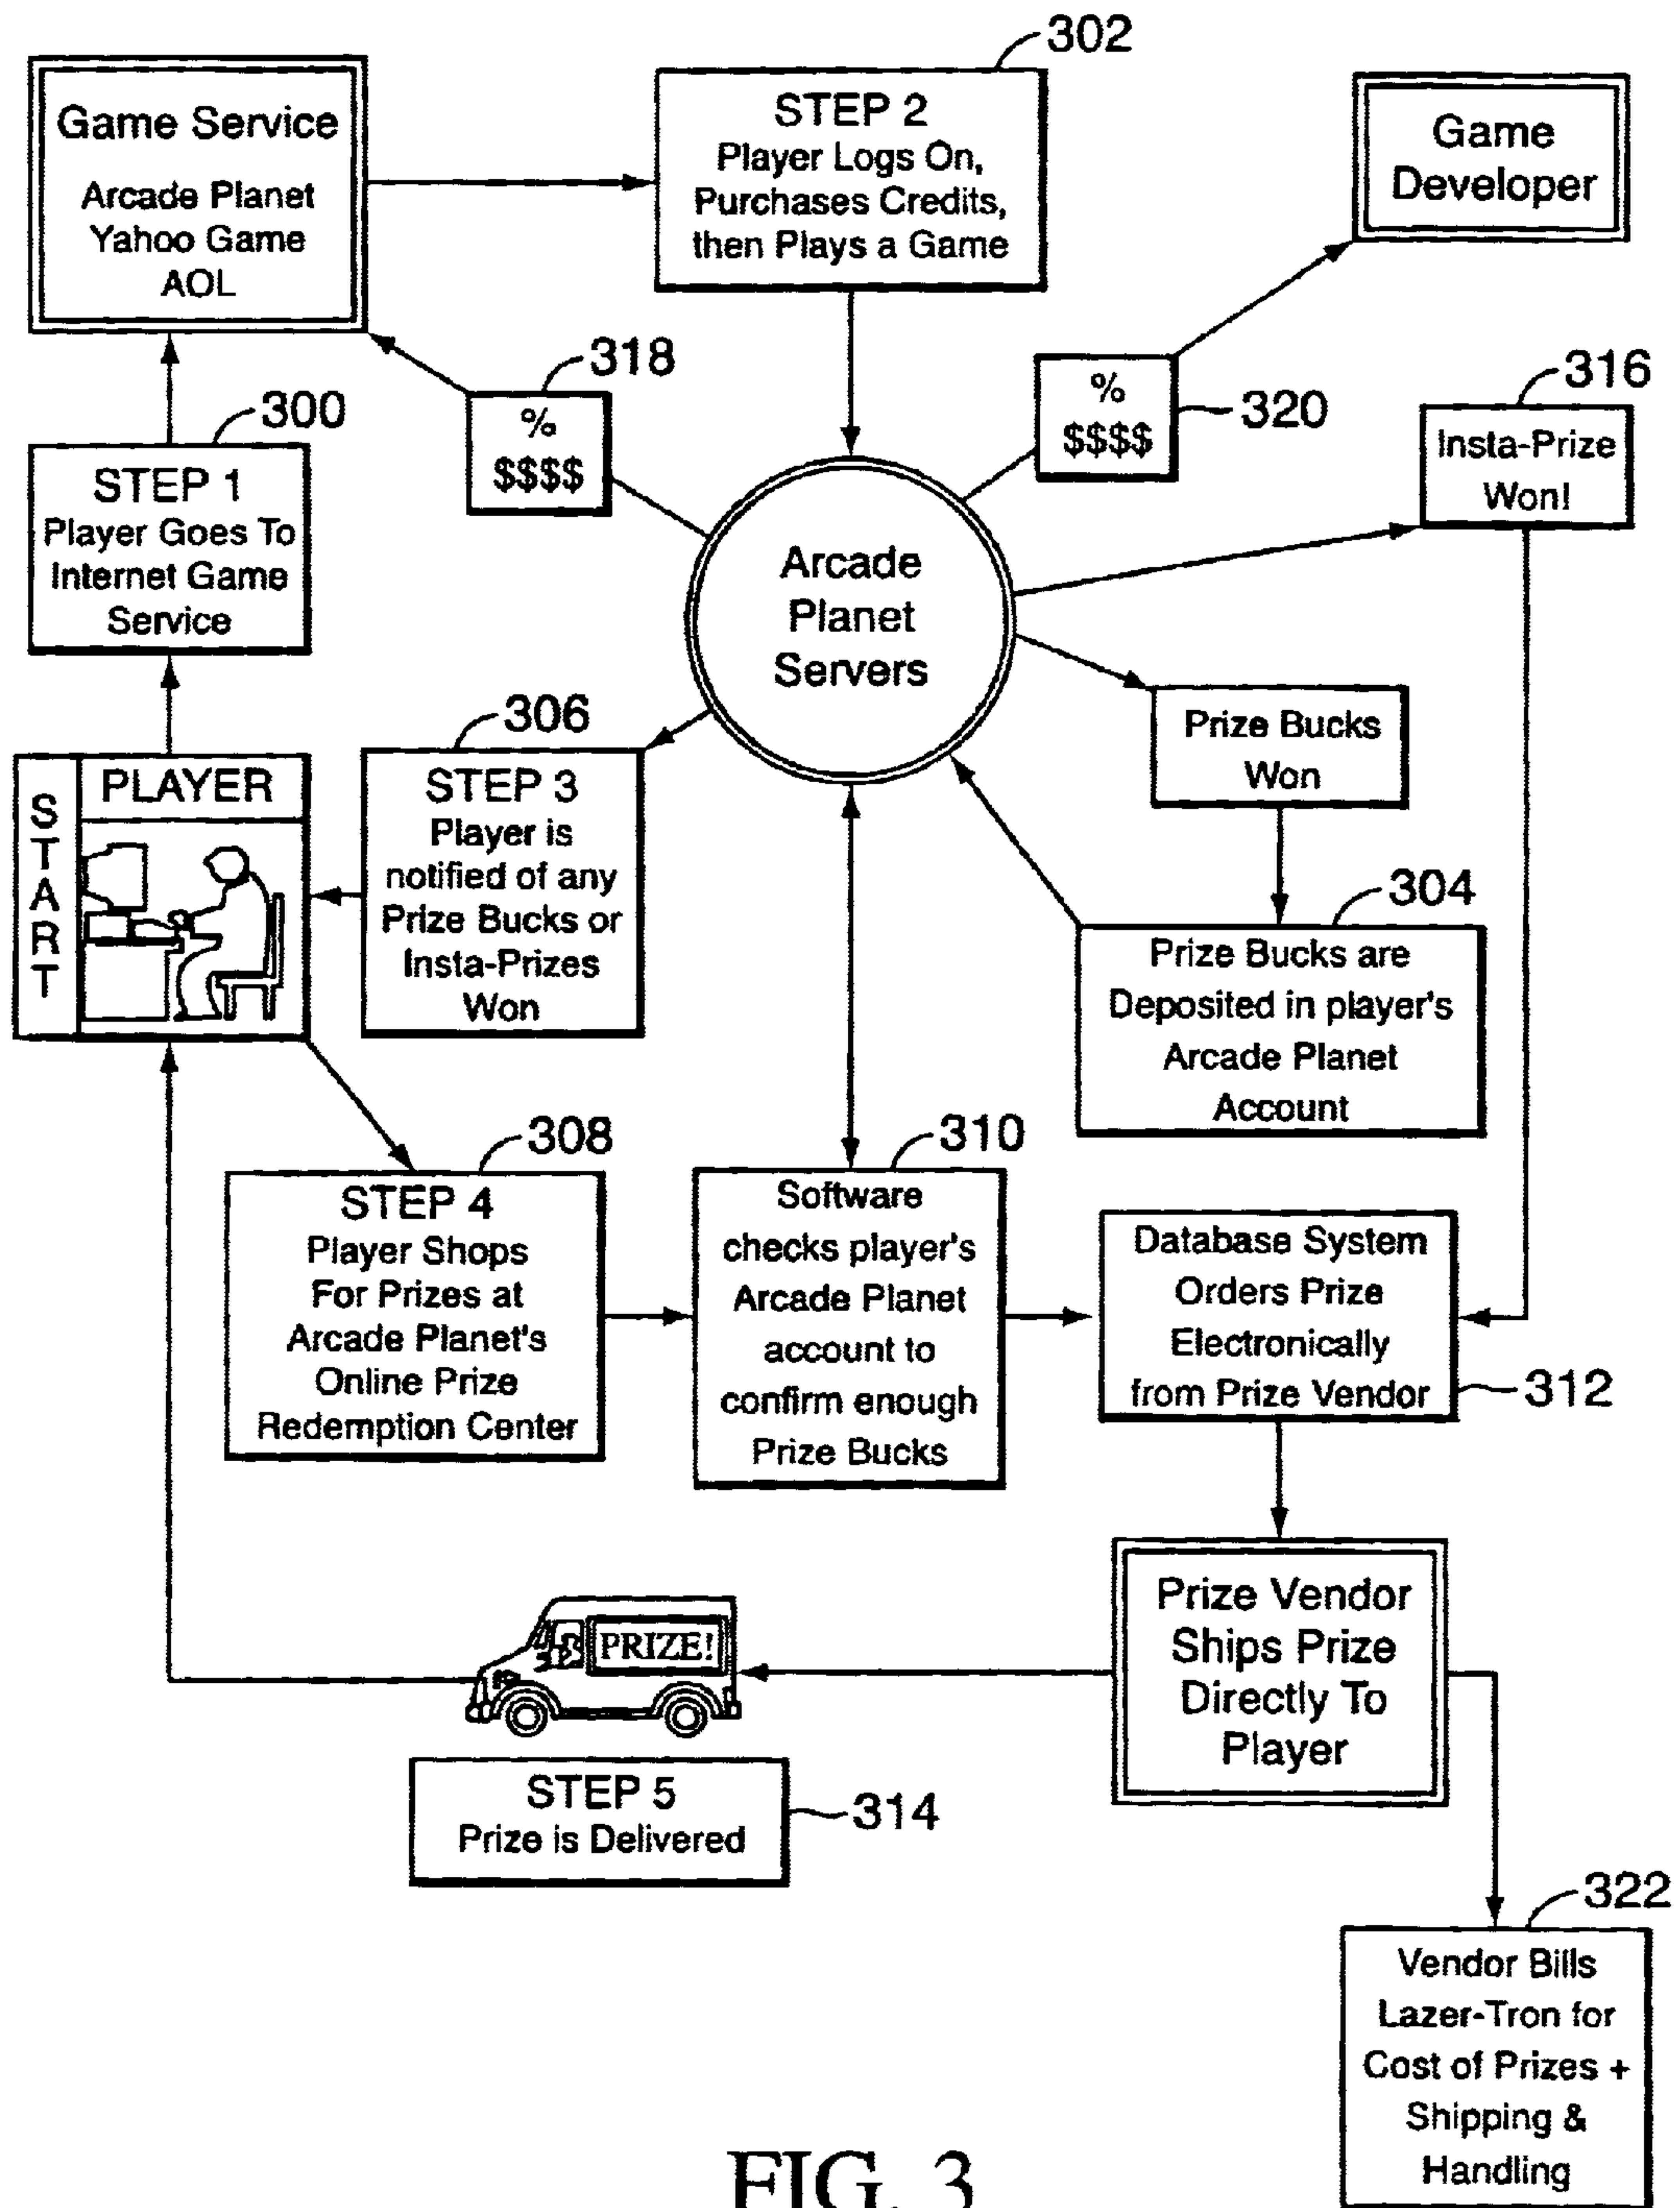 302
Game Service
Arcade Planet
Yahoo Game
AOL
STEP 2
Player Logs On,
Purchases Credits,
then Plays a Game
Game
Developer
318
%
$$$$
%
$$$$
320
316
Insta-Prize
Won!
300
STEP 1
Player Goes To
Internet Game
Service
Arcade
Planet
Servers
306
STEP 3
Player is
notified of any
Prize Bucks or
Insta-Prizes
Won
Prize Bucks
Won
START
PLAYER
304
Prize Bucks are
Deposited in player's
Arcade Planet
Account
308
STEP 4
Player Shops
For Prizes at
Arcade Planet's
Online Prize
Redemption Center
310
Software
checks player's
Arcade Planet
account to
confirm enough
Prize Bucks
Database System
Orders Prize
Electronically
from Prize Vendor
312
Prize Vendor
Ships Prize
Directly To
Player
PRIZE!
STEP 5
Prize is Delivered
314
322
Vendor Bills
Lazer-Tron for
Cost of Prizes +
Shipping &
Handling
FIG. 3